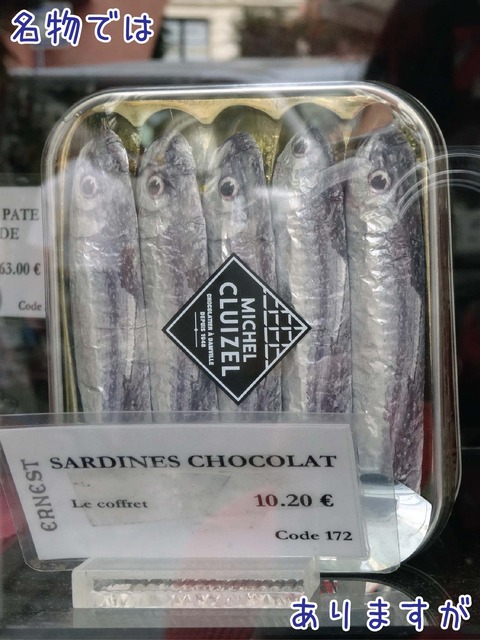 名物では
PATE
DE
63.00 €
Code
MICHEL
CLUIZEL
CHOCOLATIER À DAMVILLE
DEPUIS 1948
ERNEST
SARDINES CHOCOLAT
Le coffret 10.20 €
Code 172
ありますが